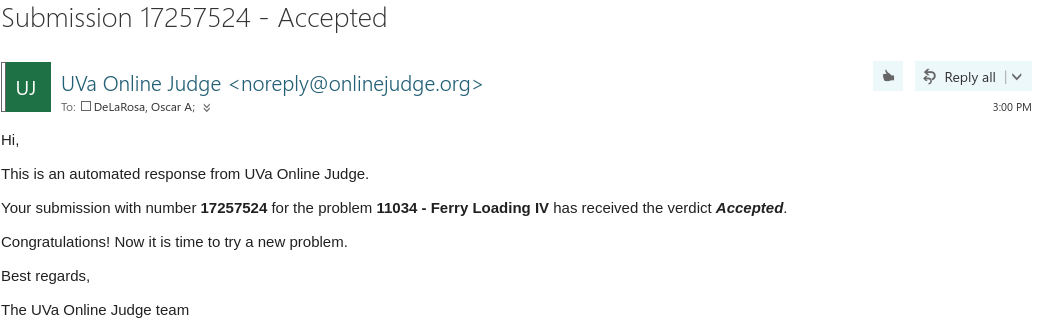 Submission 17257524 - Accepted
UJ
UVa Online Judge <noreply@onlinejudge.org>
Reply all
To: DeLaRosa, Oscar A;
3:00 PM
Hi,
This is an automated response from UVa Online Judge.
Your submission with number 17257524 for the problem 11034 - Ferry Loading IV has received the verdict Accepted.
Congratulations! Now it is time to try a new problem.
Best regards,
The UVa Online Judge team